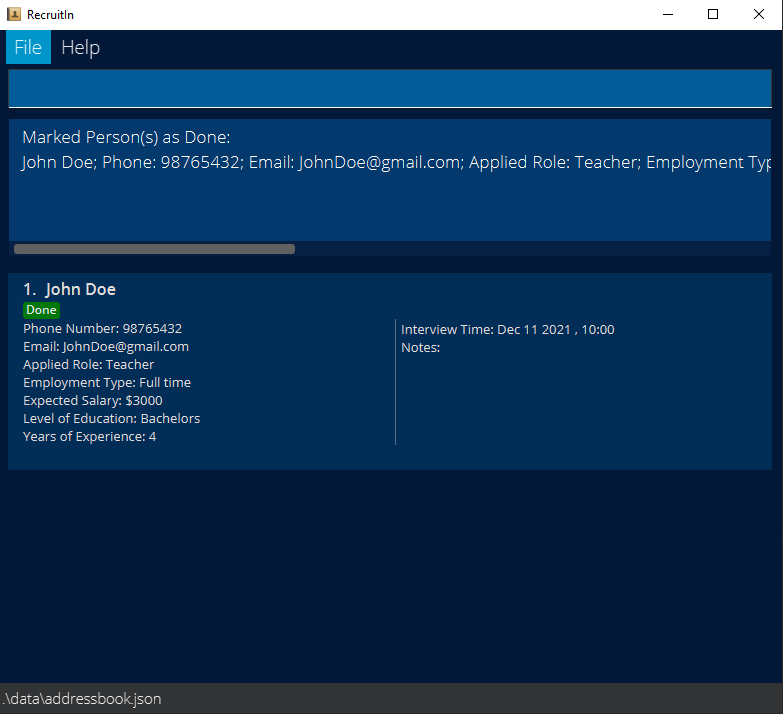 RecruitIn
File Help
Marked Person(s) as Done:
John Doe; Phone: 98765432; Email: JohnDoe@gmail.com; Applied Role: Teacher; Employment Typ
1. John Doe
Done
Phone Number: 98765432
Email: JohnDoe@gmail.com
Applied Role: Teacher
Employment Type: Full time
Expected Salary: $3000
Level of Education: Bachelors
Years of Experience: 4
Interview Time: Dec 11 2021 , 10:00
Notes:
.\data\addressbook.json